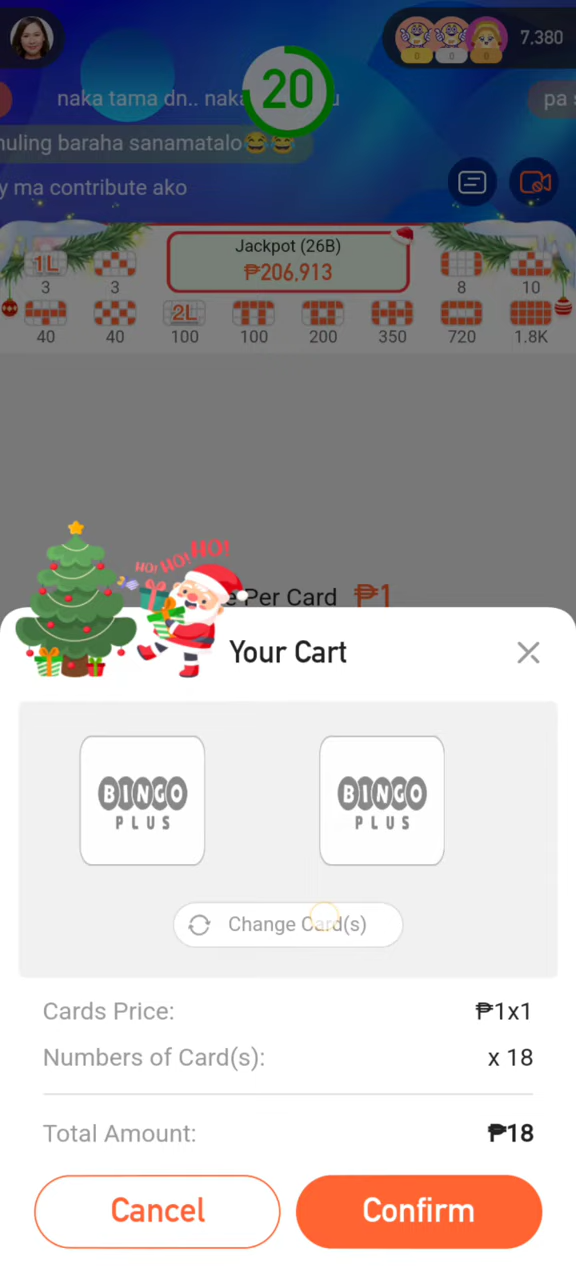 7,380
20
naka tama dn.. naka
pa s
huling baraha sanamatalo😂😂
y ma contribute ako
Jackpot (26B)
₱206,913
1L
3
3
8
10
2L
40
40
100
100
200
350
720
1.8K
HO! HO! HO!
Per Card ₱1
Your Cart
BINGO
PLUS
BINGO
PLUS
Change Card(s)
Cards Price:
₱1x1
Numbers of Card(s):
x 18
Total Amount:
₱18
Cancel
Confirm